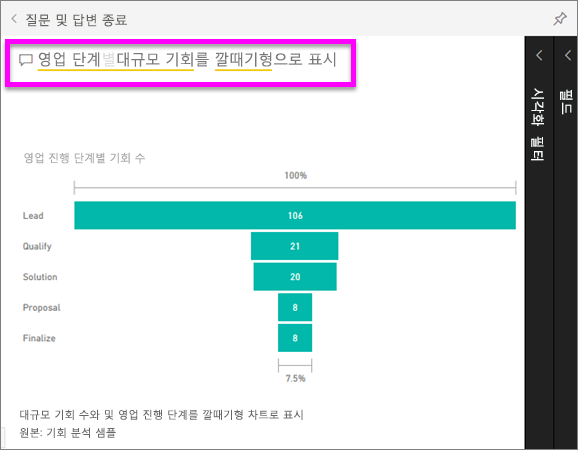 질문 및 답변 종료
영업 단계별대규모 기회를 깔때기형으로 표시
시각화 필터
필드
영업 진행 단계별 기회 수
100%
Lead 106
Qualify 21
Solution 20
Proposal 8
Finalize 8
7.5%
대규모 기회 수와 및 영업 진행 단계를 깔때기형 차트로 표시
원본: 기회 분석 샘플